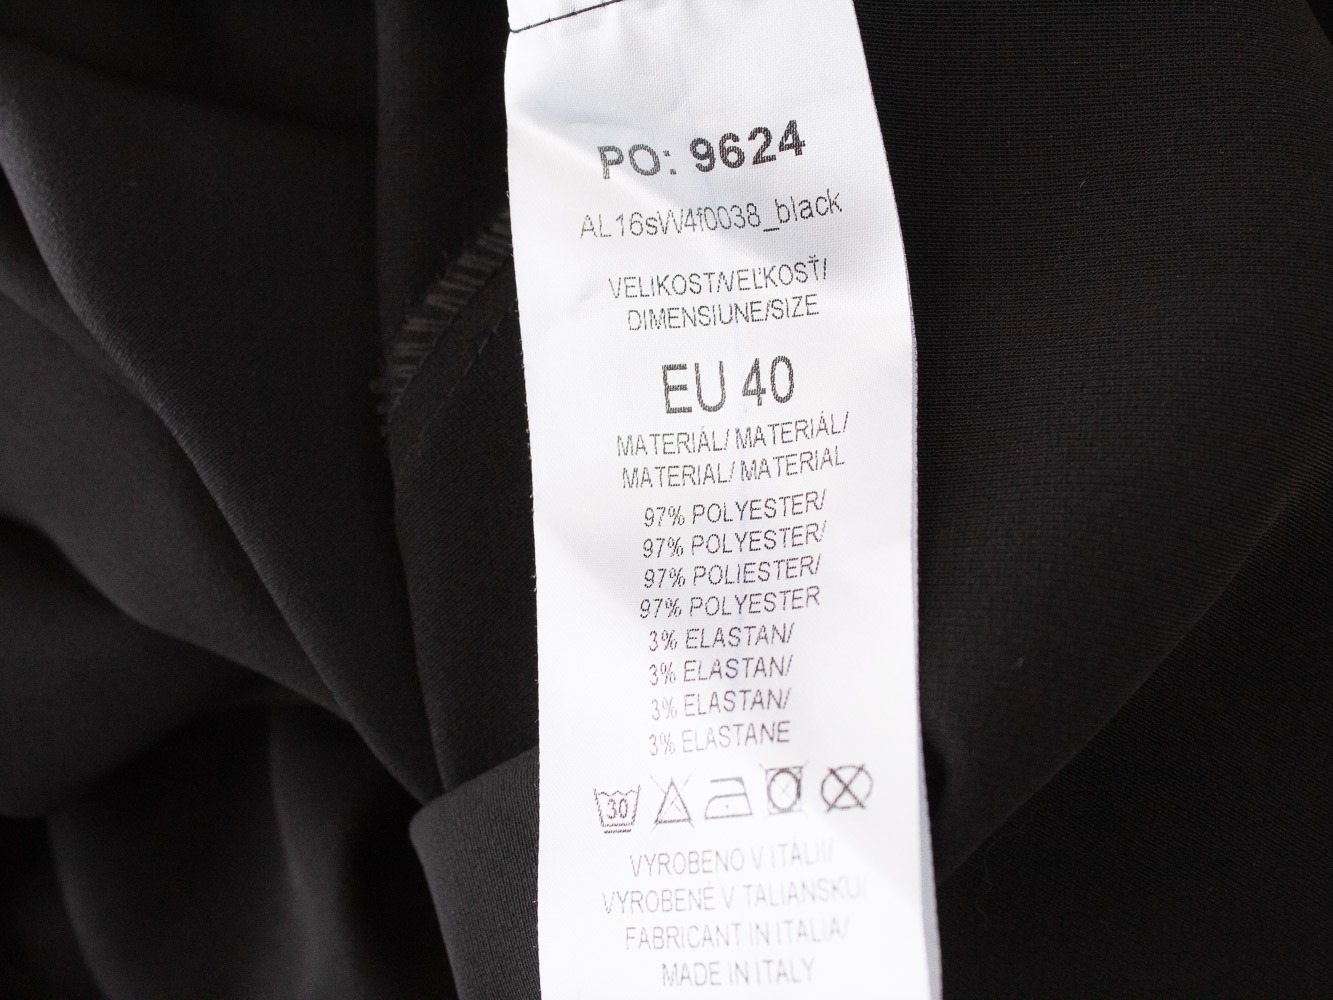 PO: 9624
AL16sW4f0038_black
VELIKOST/VEĽKOSŤ/
DIMENSIUNE/SIZE
EU 40
MATERIÁL/ MATERIÁL/
MATERIAL/ MATERIAL
97% POLYESTER/
97% POLYESTER/
97% POLIESTER/
97% POLYESTER
3% ELASTAN/
3% ELASTAN/
3% ELASTAN/
3% ELASTANE
30
VYROBENO V ITALII/
VYROBENÉ V TALIANSKU/
FABRICANT IN ITALIA/
MADE IN ITALY